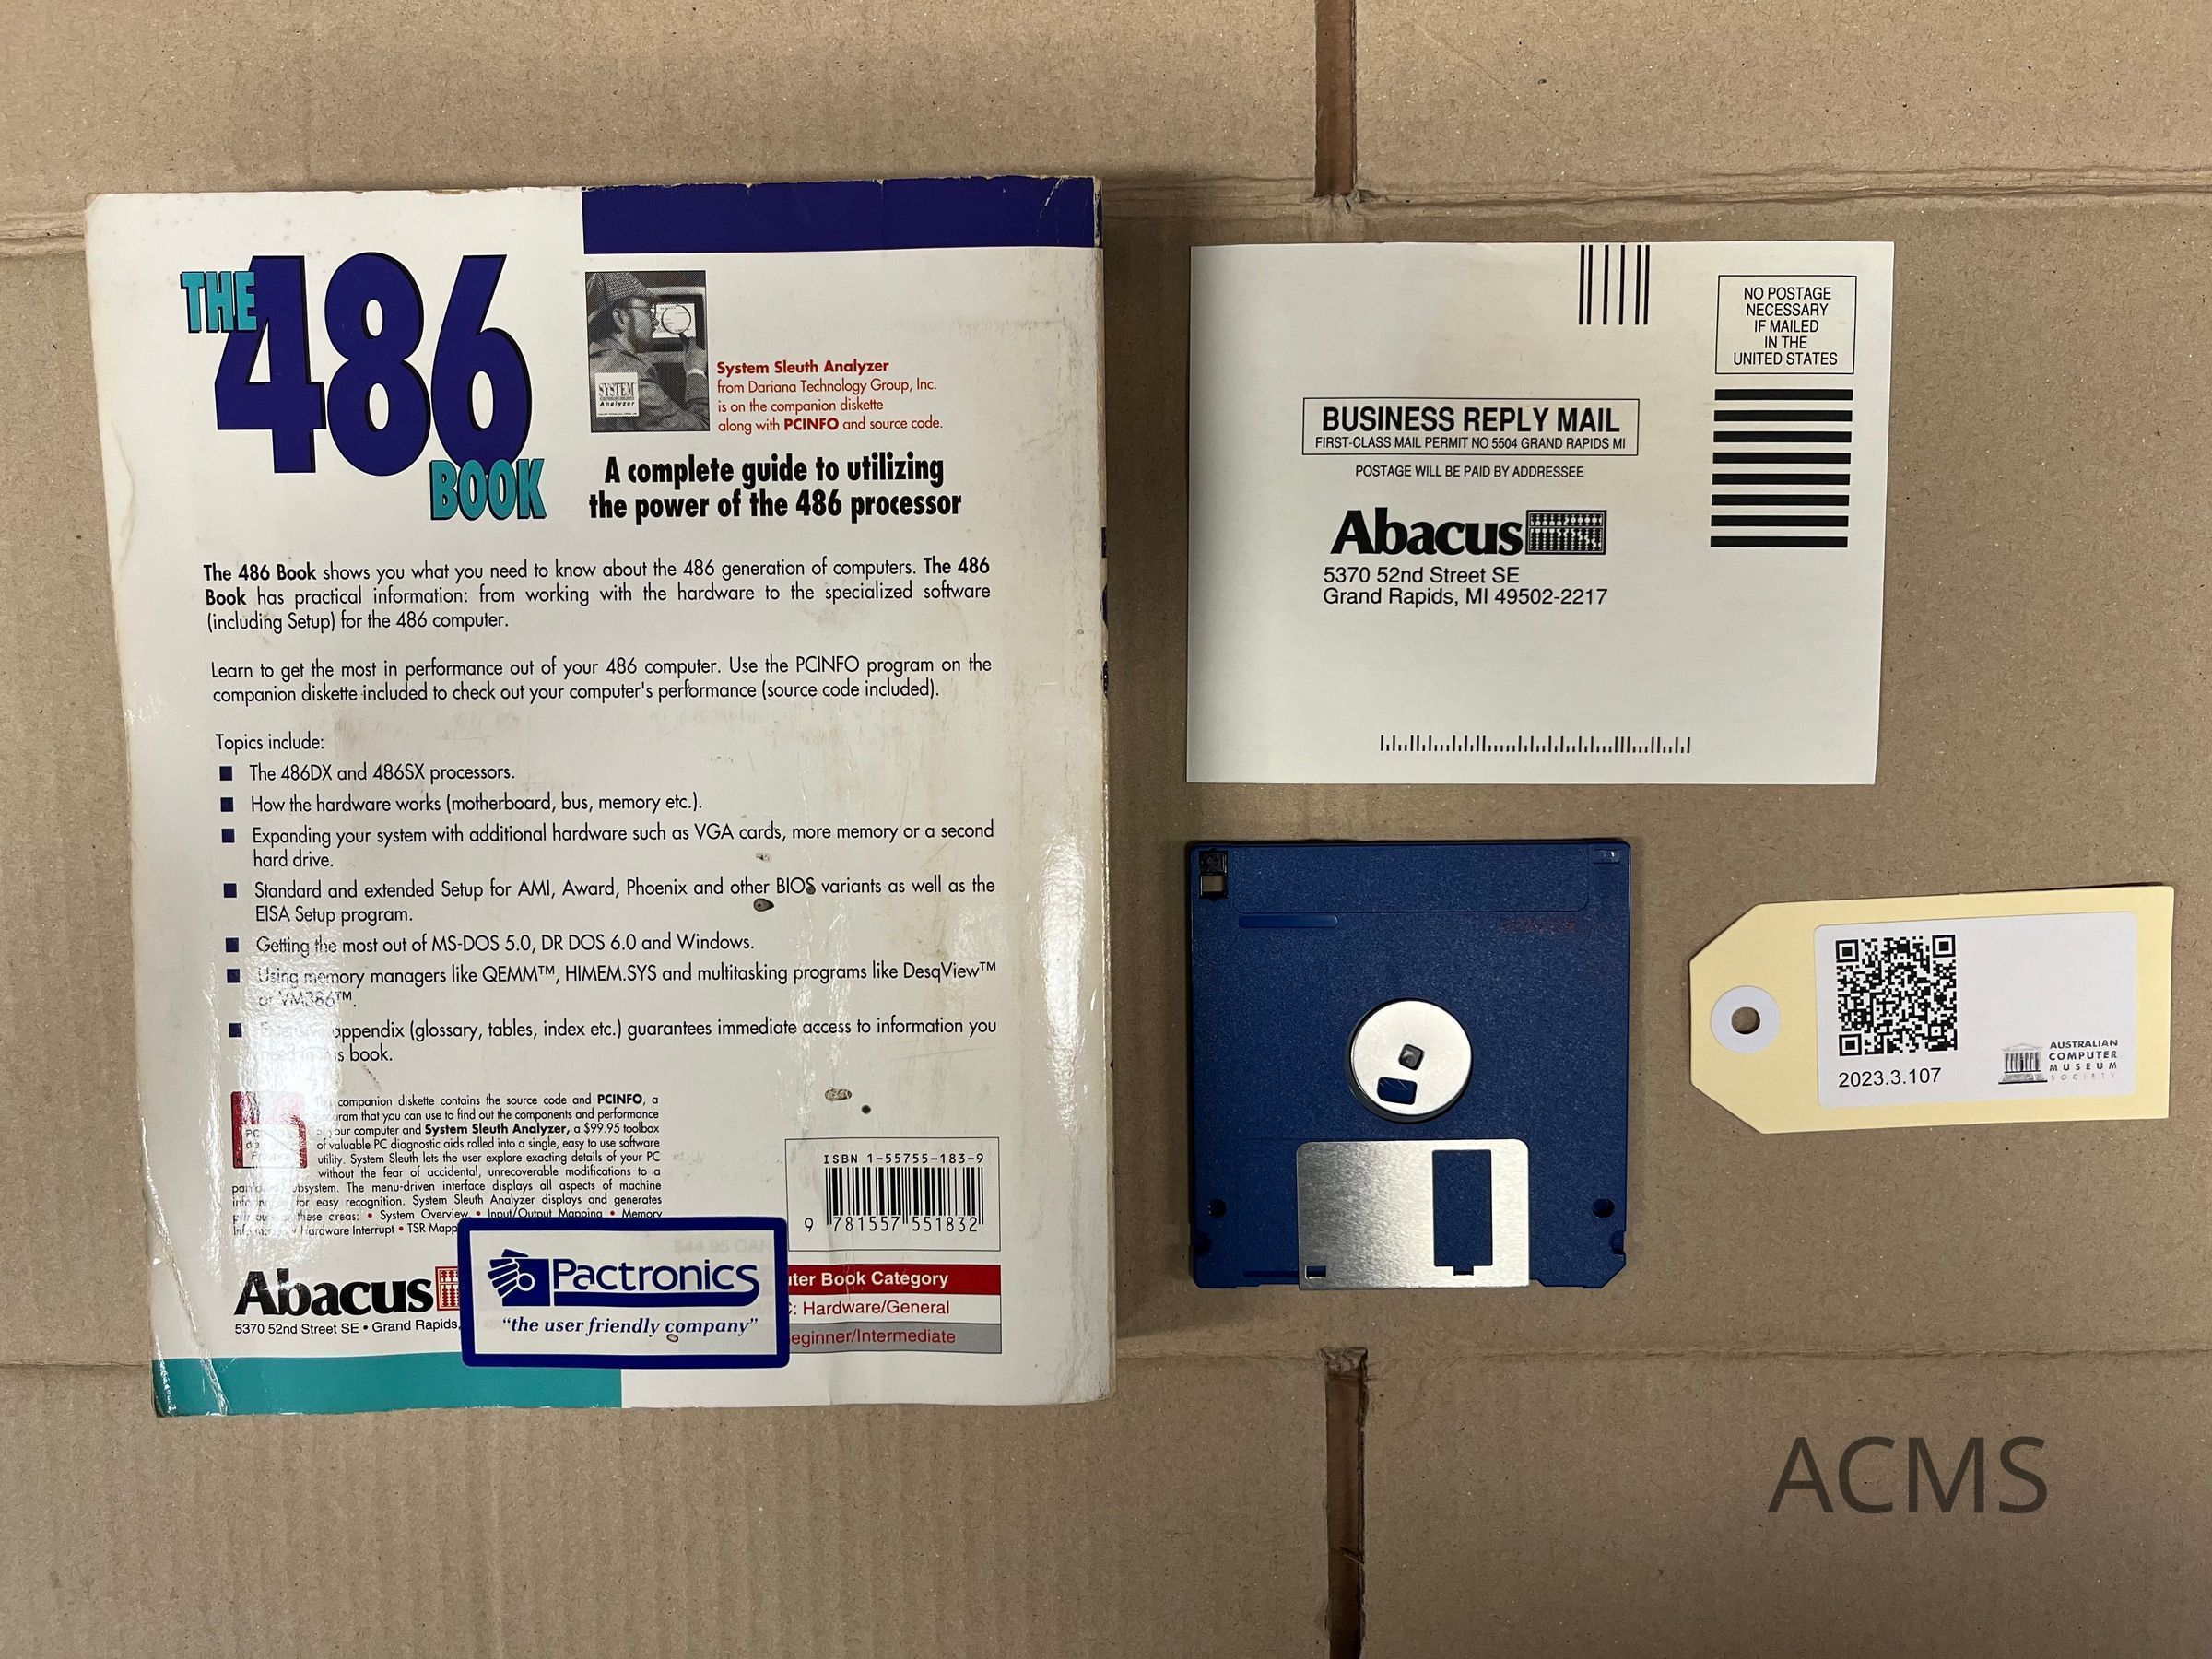 THE
486
BOOK
SYSTEM
Analyzer
System Sleuth Analyzer
from Dariana Technology Group, Inc.
is on the companion diskette
along with PCINFO and source code.
A complete guide to utilizing
the power of the 486 processor
The 486 Book shows you what you need to know about the 486 generation of computers. The 486
Book has practical information: from working with the hardware to the specialized software
(including Setup) for the 486 computer.
Learn to get the most in performance out of your 486 computer. Use the PCINFO program on the
companion diskette included to check out your computer's performance (source code included).
Topics include:
■ The 486DX and 486SX processors.
■ How the hardware works (motherboard, bus, memory etc.).
■ Expanding your system with additional hardware such as VGA cards, more memory or a second
hard drive.
■ Standard and extended Setup for AMI, Award, Phoenix and other BIOS variants as well as the
EISA Setup program.
■ Getting the most out of MS-DOS 5.0, DR DOS 6.0 and Windows.
■ Using memory managers like QEMM™, HIMEM.SYS and multitasking programs like DesqView™
or VM386™.
■ appendix (glossary, tables, index etc.) guarantees immediate access to information you
book.
companion diskette contains the source code and PCINFO, a
that you can use to find out the components and performance
your computer and System Sleuth Analyzer, a $99.95 toolbox
of valuable PC diagnostic aids rolled into a single, easy to use software
utility. System Sleuth lets the user explore exacting details of your PC
without the fear of accidental, unrecoverable modifications to a
The menu-driven interface displays all aspects of machine
for easy recognition. System Sleuth Analyzer displays and generates
these creas: • System Overview • Input/Output Mapping • Memory
• Hardware Interrupt • TSR
ISBN 1-55755-183-9
9 781557 551832
Abacus
5370 52nd Street SE • Grand Rapids,
Pactronics
"the user friendly company"
Book Category
Hardware/General
/Intermediate
NO POSTAGE
NECESSARY
IF MAILED
IN THE
UNITED STATES
BUSINESS REPLY MAIL
FIRST-CLASS MAIL PERMIT NO 5504 GRAND RAPIDS MI
POSTAGE WILL BE PAID BY ADDRESSEE
Abacus
5370 52nd Street SE
Grand Rapids, MI 49502-2217
2023.3.107
AUSTRALIAN
COMPUTER
MUSEUM
SOCIETY
ACMS